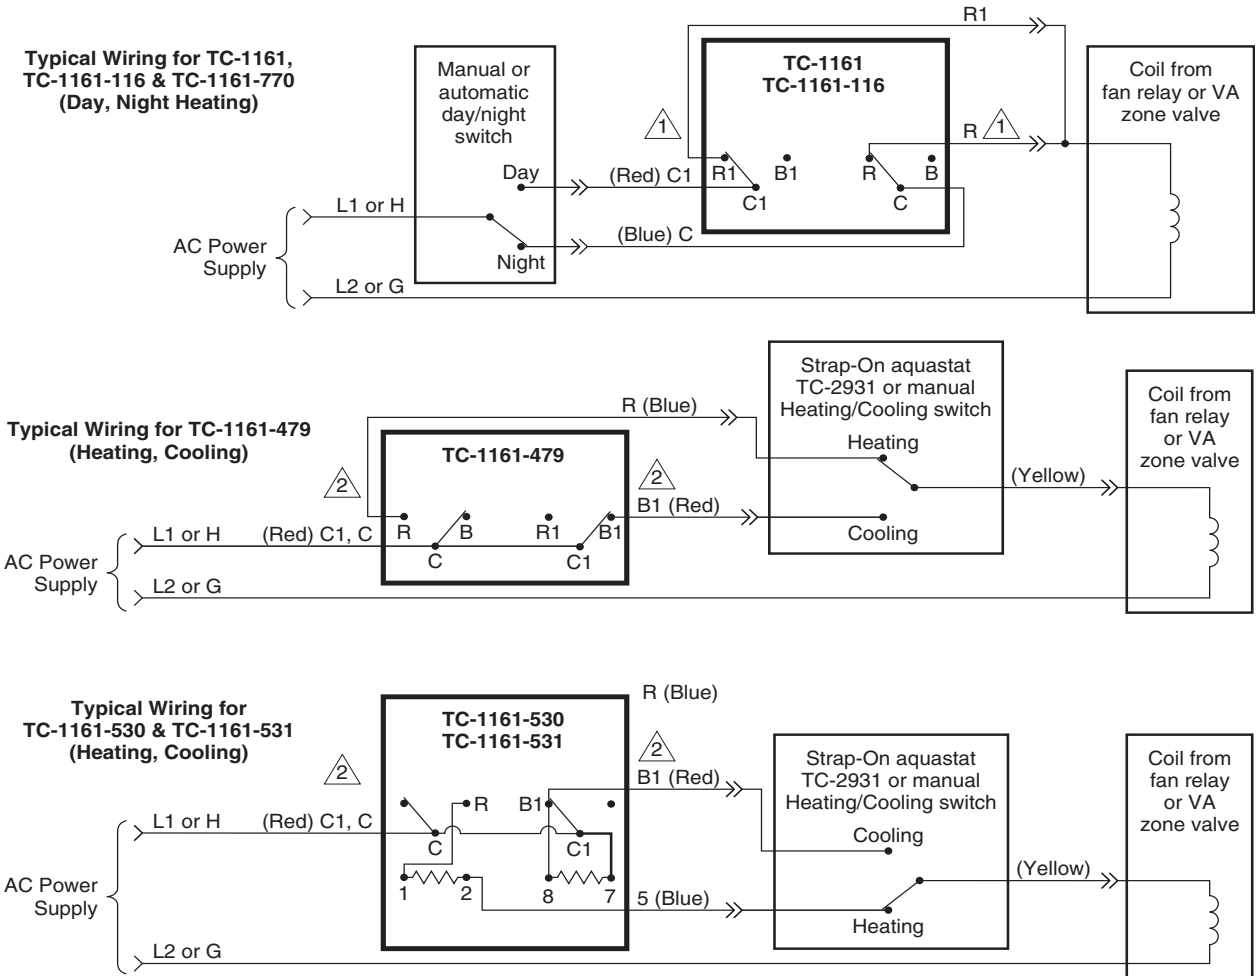 Typical Wiring for TC-1161,
TC-1161-116 & TC-1161-770
(Day, Night Heating)
Manual or
automatic
day/night
switch
Day
Night
AC Power
Supply
L1 or H
L2 or G
(Red) C1
(Blue) C
1
R1
TC-1161
TC-1161-116
R1
B1
C1
R
B
C
R
1
Coil from
fan relay or VA
zone valve
Typical Wiring for TC-1161-479
(Heating, Cooling)
AC Power
Supply
L1 or H
(Red) C1, C
L2 or G
2
R (Blue)
TC-1161-479
R
B
R1
B1
C
C1
2
B1 (Red)
Strap-On aquastat
TC-2931 or manual
Heating/Cooling switch
Heating
Cooling
(Yellow)
Coil from
fan relay
or VA
zone valve
Typical Wiring for
TC-1161-530 & TC-1161-531
(Heating, Cooling)
AC Power
Supply
L1 or H
(Red) C1, C
L2 or G
2
TC-1161-530
TC-1161-531
R
B1
C
C1
1
2
8
7
R (Blue)
2
B1 (Red)
5 (Blue)
Strap-On aquastat
TC-2931 or manual
Heating/Cooling switch
Cooling
Heating
(Yellow)
Coil from
fan relay
or VA
zone valve